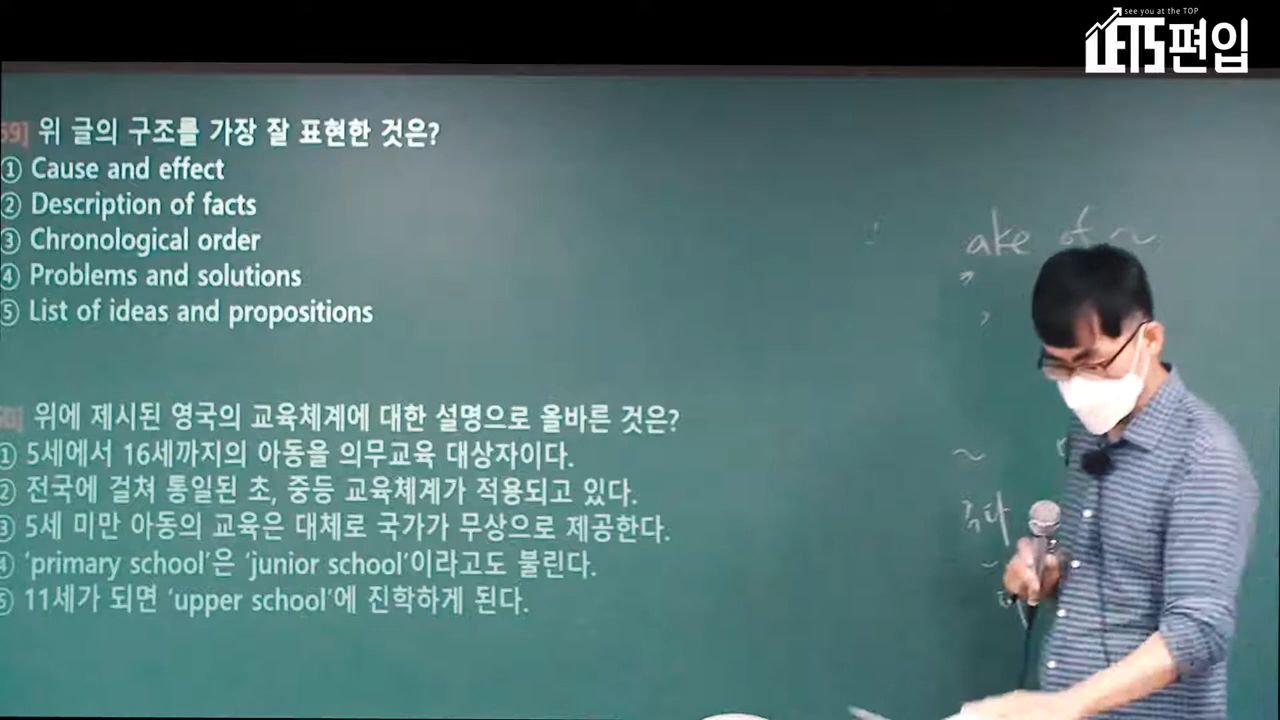 see you at the TOP
LETS편입
59] 위 글의 구조를 가장 잘 표현한 것은?
① Cause and effect
② Description of facts
③ Chronological order
④ Problems and solutions
⑤ List of ideas and propositions
위에 제시된 영국의 교육체계에 대한 설명으로 올바른 것은?
① 5세에서 16세까지의 아동을 의무교육 대상자이다.
② 전국에 걸쳐 통일된 초, 중등 교육체계가 적용되고 있다.
③ 5세 미만 아동의 교육은 대체로 국가가 무상으로 제공한다.
④ ‘primary school’은 ‘junior school’이라고도 불린다.
⑤ 11세가 되면 ‘upper school’에 진학하게 된다.
ake of ~